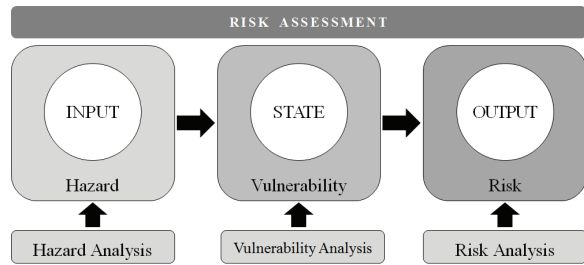 RISK ASSESSMENT
INPUT
STATE
OUTPUT
Hazard
Vulnerability
Risk
Hazard Analysis
Vulnerability Analysis
Risk Analysis